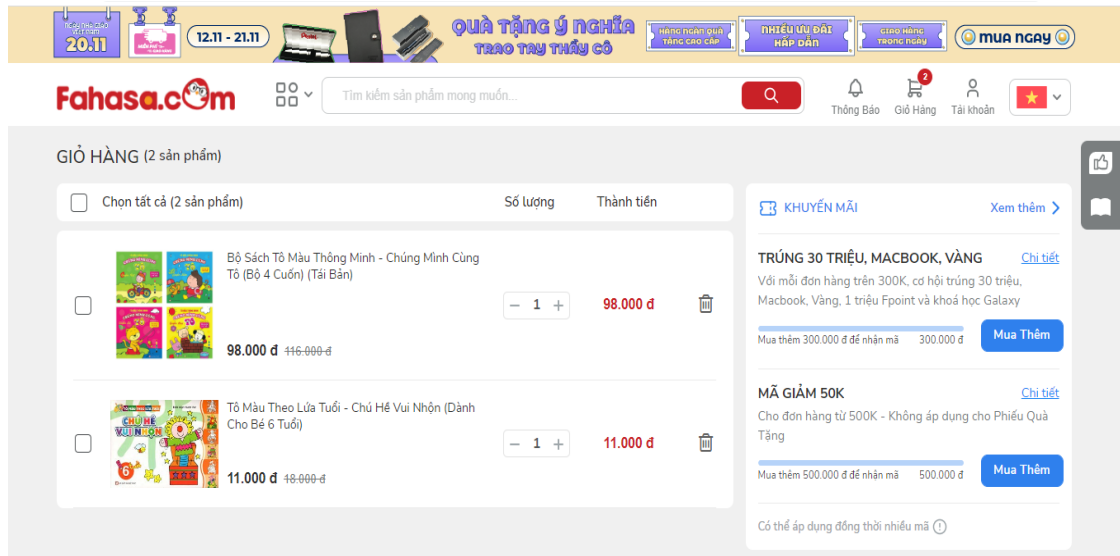 20.11
12.11 - 21.11
QUÀ TẶNG Ý NGHĨA
TRAO TAY THẦY CÔ
HÀNG NGÀN QUÀ
TẶNG CAO CẤP
NHIỀU ƯU ĐÃI
HẤP DẪN
GIAO HÀNG
TRONG NGÀY
MUA NGAY
Fahasa.com
Tìm kiếm sản phẩm mong muốn...
2
Thông Báo
Giỏ Hàng
Tài khoản
GIỎ HÀNG (2 sản phẩm)
Chọn tất cả (2 sản phẩm)
Số lượng
Thành tiền
Bộ Sách Tô Màu Thông Minh - Chúng Mình Cùng
Tô (Bộ 4 Cuốn) (Tái Bản)
1
98.000 đ
98.000 đ 116.000 đ
Tô Màu Theo Lứa Tuổi - Chú Hề Vui Nhộn (Dành
Cho Bé 6 Tuổi)
CHÚ HỀ
VUI NHỘN
6
1
11.000 đ
11.000 đ 18.000 đ
KHUYẾN MÃI
Xem thêm
TRÚNG 30 TRIỆU, MACBOOK, VÀNG
Chi tiết
Với mỗi đơn hàng trên 300K, cơ hội trúng 30 triệu,
Macbook, Vàng, 1 triệu Fpoint và khoá học Galaxy
Mua thêm 300.000 đ để nhận mã
300.000 đ
Mua Thêm
MÃ GIẢM 50K
Chi tiết
Cho đơn hàng từ 500K - Không áp dụng cho Phiếu Quà
Tặng
Mua thêm 500.000 đ để nhận mã
500.000 đ
Mua Thêm
Có thể áp dụng đồng thời nhiều mã